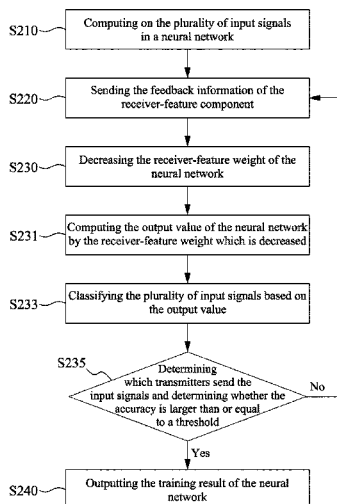 S210
Computing on the plurality of input signals
in a neural network
S220
Sending the feedback information of the
receiver-feature component
S230
Decreasing the receiver-feature weight of the
neural network
S231
Computing the output value of the neural network
by the receiver-feature weight which is decreased
S233
Classifying the plurality of input signals based on
the output value
S235
Determining
which transmitters send the
input signals and determining whether the
accuracy is larger than or equal
to a threshold
No
Yes
S240
Outputting the training result of the neural
network